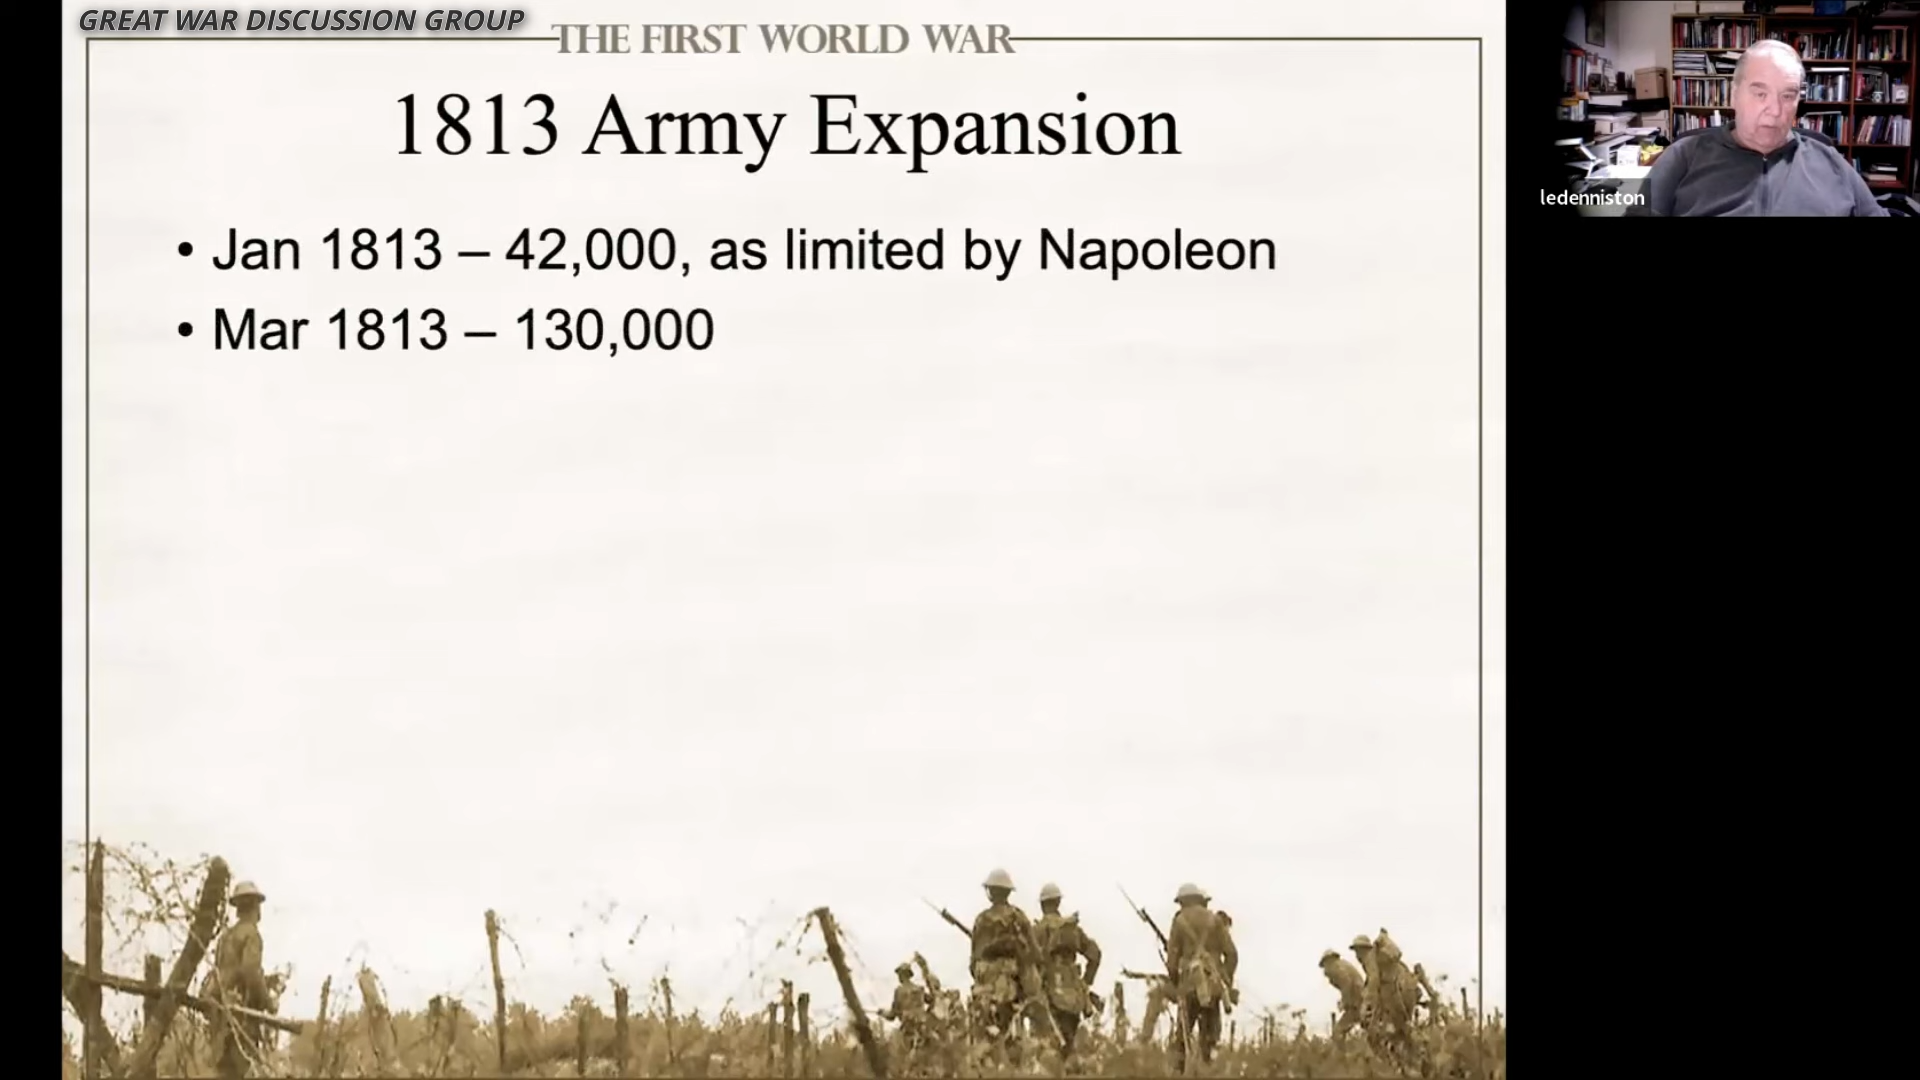 GREAT WAR DISCUSSION GROUP
THE FIRST WORLD WAR
1813 Army Expansion
• Jan 1813 – 42,000, as limited by Napoleon
• Mar 1813 – 130,000
ledenniston